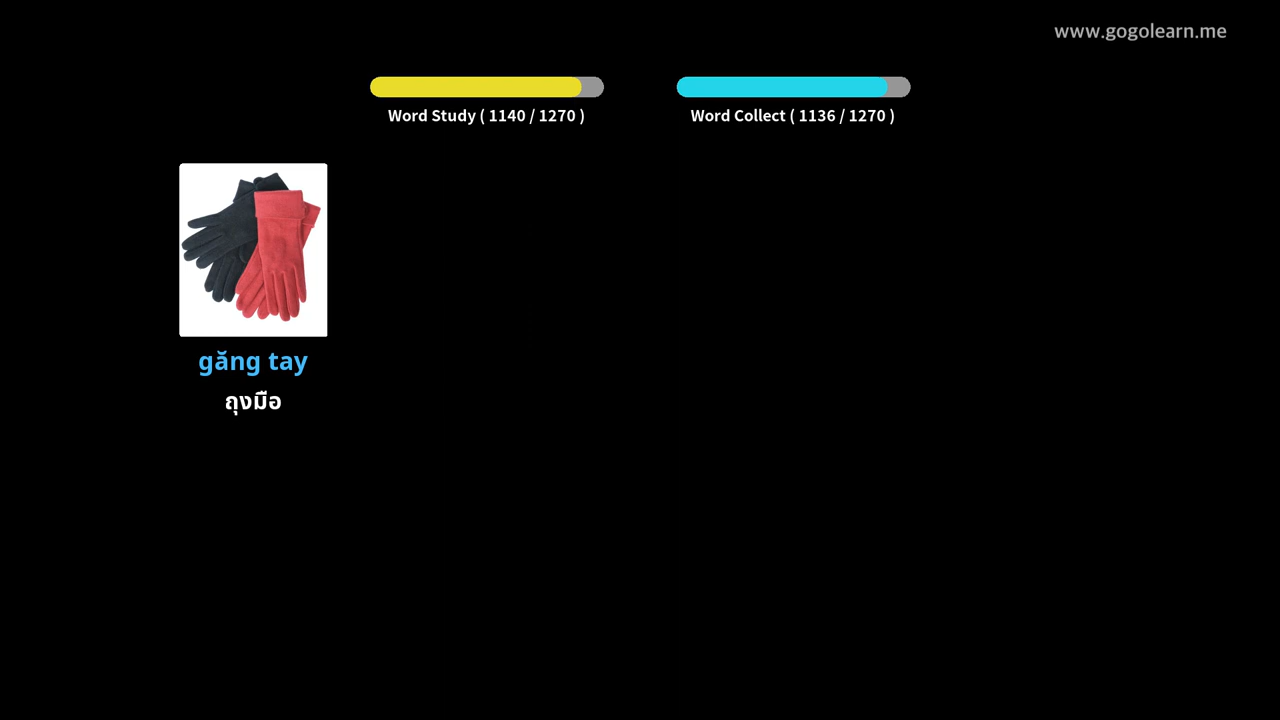 www.gogolearn.me
Word Study ( 1140 / 1270 )
Word Collect ( 1136 / 1270 )
găng tay
ถุงมือ